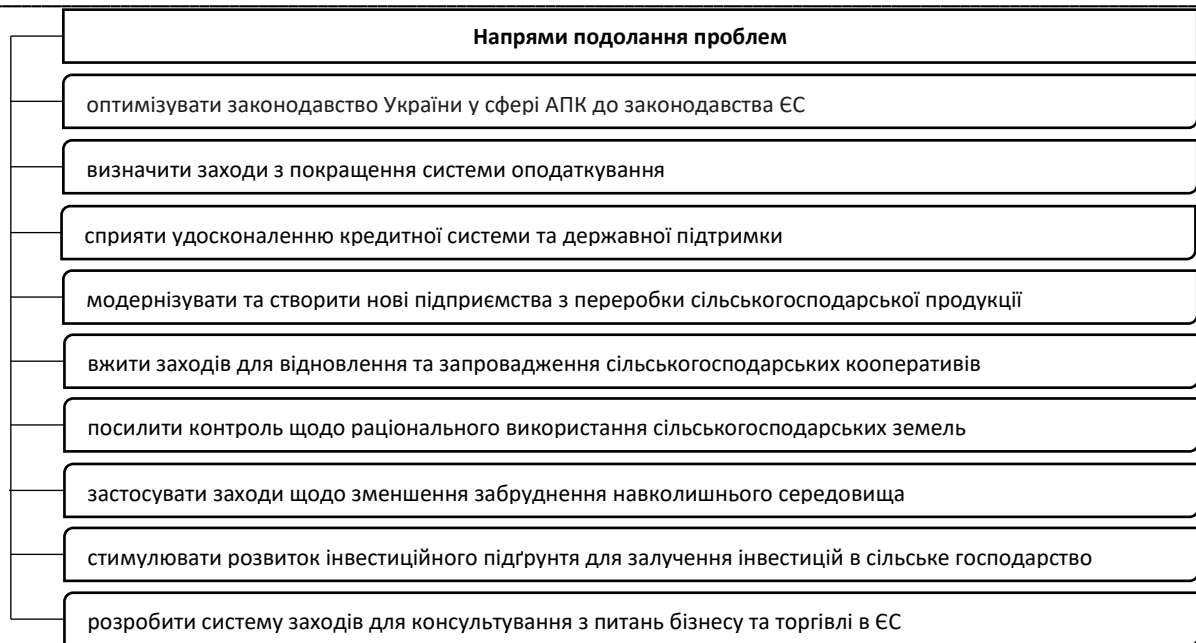 Напрями подолання проблем
оптимізувати законодавство України у сфері АПК до законодавства ЄС
визначити заходи з покращення системи оподаткування
сприяти удосконаленню кредитної системи та державної підтримки
модернізувати та створити нові підприємства з переробки сільськогосподарської продукції
вжити заходів для відновлення та запровадження сільськогосподарських кооперативів
посилити контроль щодо раціонального використання сільськогосподарських земель
застосувати заходи щодо зменшення забруднення навколишнього середовища
стимулювати розвиток інвестиційного підґрунтя для залучення інвестицій в сільське господарство
розробити систему заходів для консультування з питань бізнесу та торгівлі в ЄС